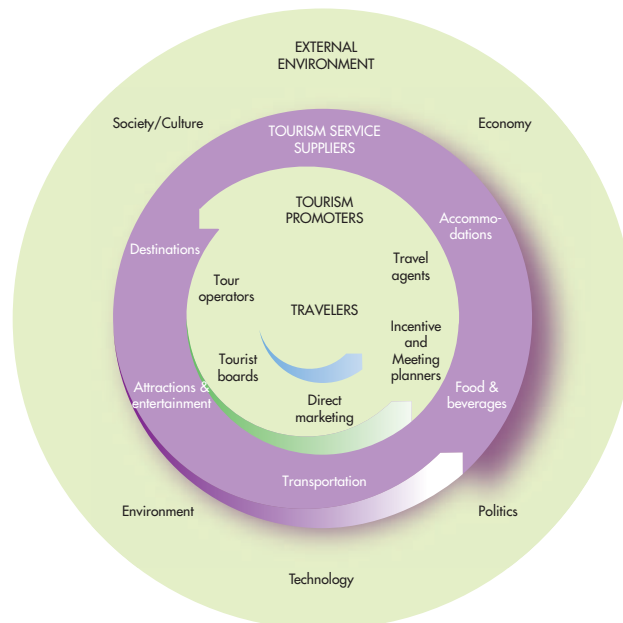 EXTERNAL
ENVIRONMENT
Society/Culture
Economy
TOURISM SERVICE
SUPPLIERS
TOURISM
PROMOTERS
Accommo-
dations
Destinations
Travel
agents
Tour
operators
TRAVELERS
Incentive
and
Meeting
planners
Tourist
boards
Attractions &
entertainment
Food &
beverages
Direct
marketing
Transportation
Environment
Politics
Technology